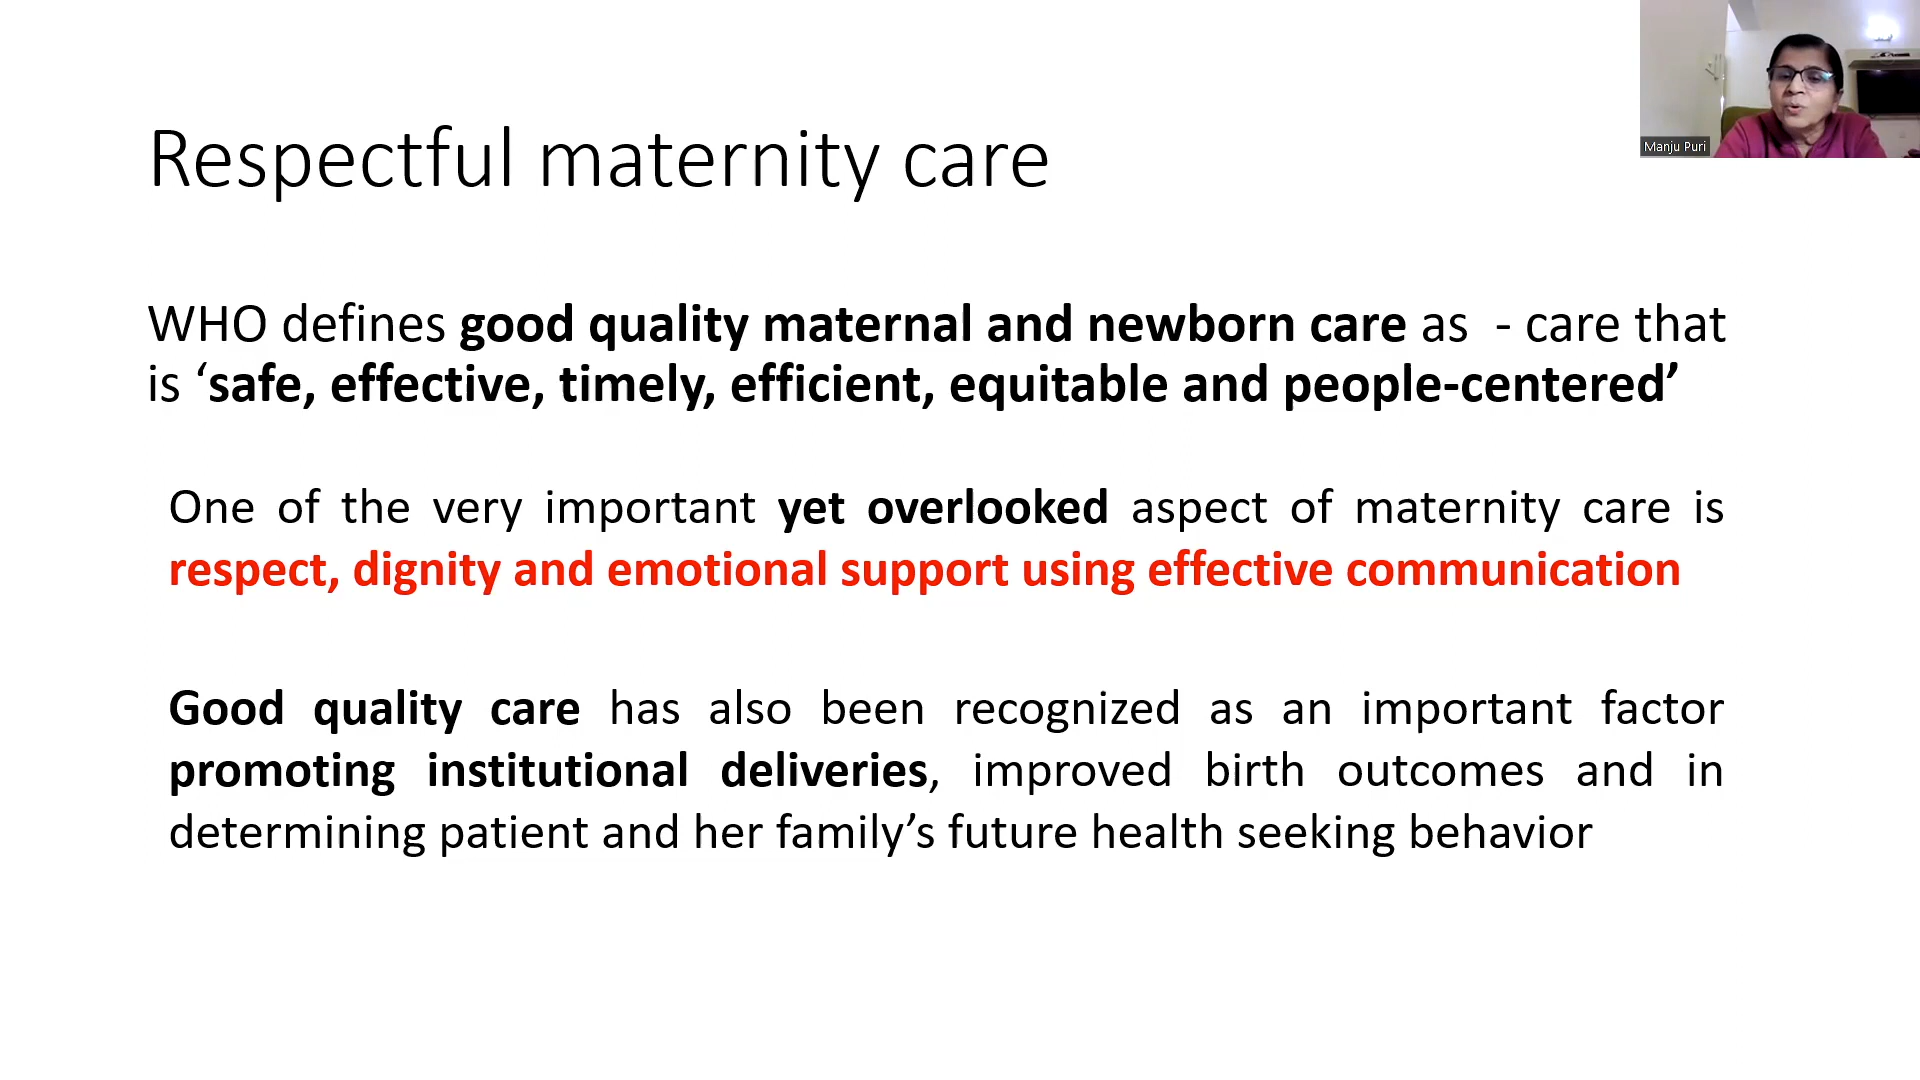 Manju Puri
Respectful maternity care
WHO defines good quality maternal and newborn care as  - care that
is ‘safe, effective, timely, efficient, equitable and people-centered’
One of the very important yet overlooked aspect of maternity care is
respect, dignity and emotional support using effective communication
Good quality care has also been recognized as an important factor
promoting institutional deliveries, improved birth outcomes and in
determining patient and her family’s future health seeking behavior